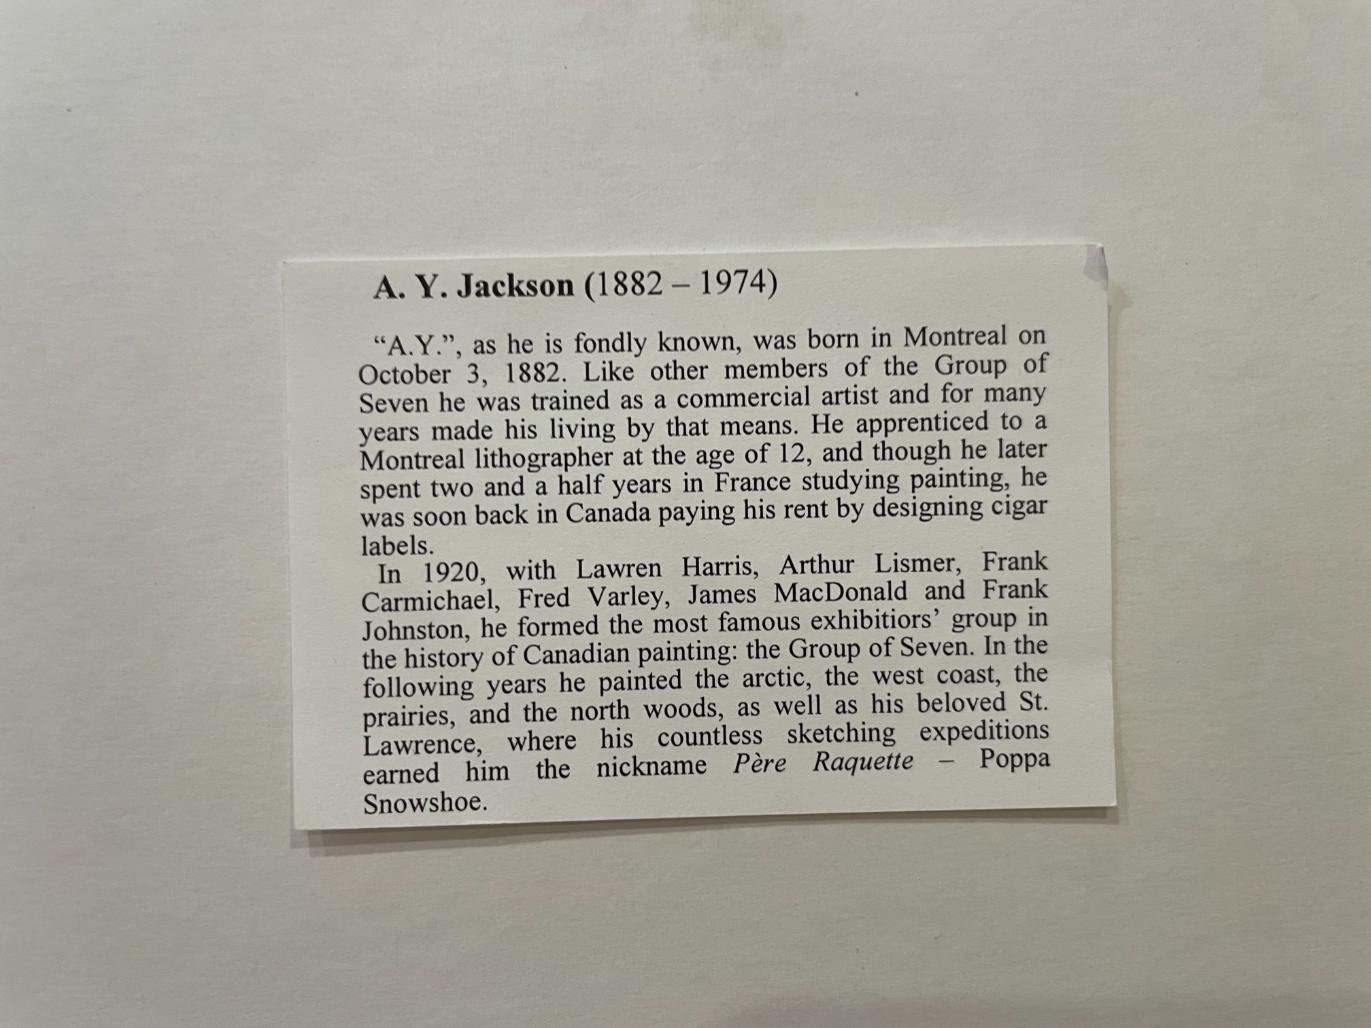 A. Y. Jackson (1882 – 1974)
“A.Y.”, as he is fondly known, was born in Montreal on
October 3, 1882. Like other members of the Group of
Seven he was trained as a commercial artist and for many
years made his living by that means. He apprenticed to a
Montreal lithographer at the age of 12, and though he later
spent two and a half years in France studying painting, he
was soon back in Canada paying his rent by designing cigar
labels.
In 1920, with Lawren Harris, Arthur Lismer, Frank
Carmichael, Fred Varley, James MacDonald and Frank
Johnston, he formed the most famous exhibitiors’ group in
the history of Canadian painting: the Group of Seven. In the
following years he painted the arctic, the west coast, the
prairies, and the north woods, as well as his beloved St.
Lawrence, where his countless sketching expeditions
earned him the nickname Père Raquette – Poppa
Snowshoe.